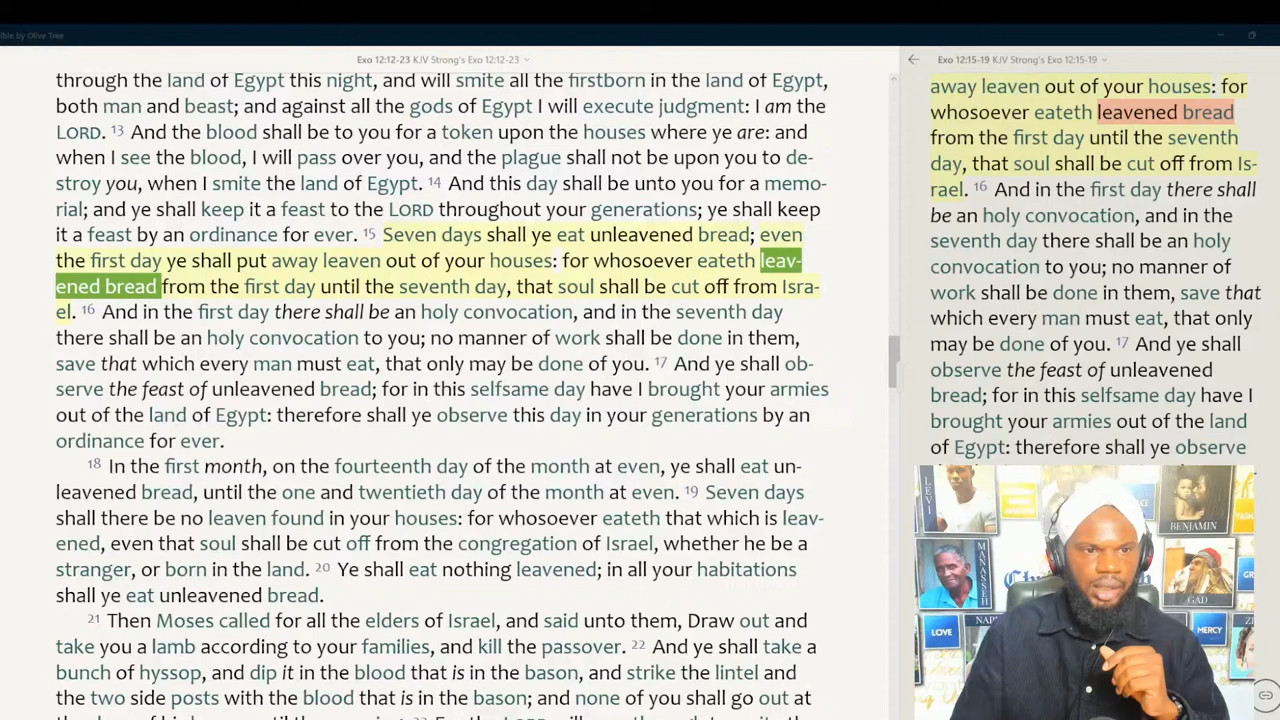 ible by Olive Tree
Exo 12:12-23 KJV Strong's Exo 12:12-23
through the land of Egypt this night, and will smite all the firstborn in the land of Egypt,
both man and beast; and against all the gods of Egypt I will execute judgment: I am the
LORD. 13 And the blood shall be to you for a token upon the houses where ye are: and
when I see the blood, I will pass over you, and the plague shall not be upon you to de-
stroy you, when I smite the land of Egypt. 14 And this day shall be unto you for a memo-
rial; and ye shall keep it a feast to the LORD throughout your generations; ye shall keep
it a feast by an ordinance for ever. 15 Seven days shall ye eat unleavened bread; even
the first day ye shall put away leaven out of your houses: for whosoever eateth leav-
ened bread from the first day until the seventh day, that soul shall be cut off from Isra-
el. 16 And in the first day there shall be an holy convocation, and in the seventh day
there shall be an holy convocation to you; no manner of work shall be done in them,
save that which every man must eat, that only may be done of you. 17 And ye shall ob-
serve the feast of unleavened bread; for in this selfsame day have I brought your armies
out of the land of Egypt: therefore shall ye observe this day in your generations by an
ordinance for ever.
18 In the first month, on the fourteenth day of the month at even, ye shall eat un-
leavened bread, until the one and twentieth day of the month at even. 19 Seven days
shall there be no leaven found in your houses: for whosoever eateth that which is leav-
ened, even that soul shall be cut off from the congregation of Israel, whether he be a
stranger, or born in the land. 20 Ye shall eat nothing leavened; in all your habitations
shall ye eat unleavened bread.
21 Then Moses called for all the elders of Israel, and said unto them, Draw out and
take you a lamb according to your families, and kill the passover. 22 And ye shall take a
bunch of hyssop, and dip it in the blood that is in the bason, and strike the lintel and
the two side posts with the blood that is in the bason; and none of you shall go out at
Exo 12:15-19 KJV Strong's Exo 12:15-19
away leaven out of your houses: for
whosoever eateth leavened bread
from the first day until the seventh
day, that soul shall be cut off from Is-
rael. 16 And in the first day there shall
be an holy convocation, and in the
seventh day there shall be an holy
convocation to you; no manner of
work shall be done in them, save that
which every man must eat, that only
may be done of you. 17 And ye shall
observe the feast of unleavened
bread; for in this selfsame day have I
brought your armies out of the land
of Egypt: therefore shall ye observe
LEVI
BENJAMIN
MANASSEH
GAD
LOVE
MERCY